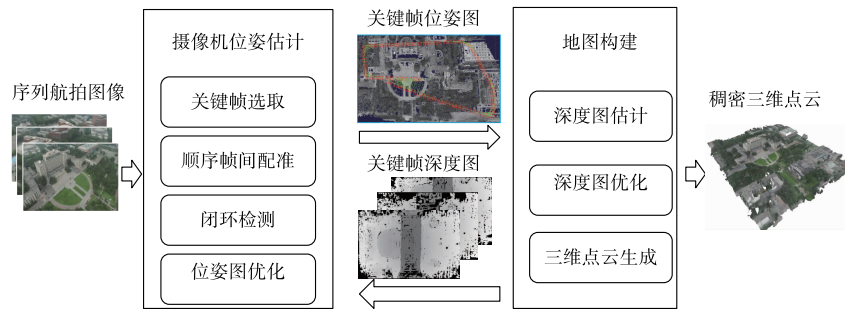 序列航拍图像
摄像机位姿估计
关键帧选取
顺序帧间配准
闭环检测
位姿图优化
关键帧位姿图
关键帧深度图
地图构建
深度图估计
深度图优化
三维点云生成
稠密三维点云